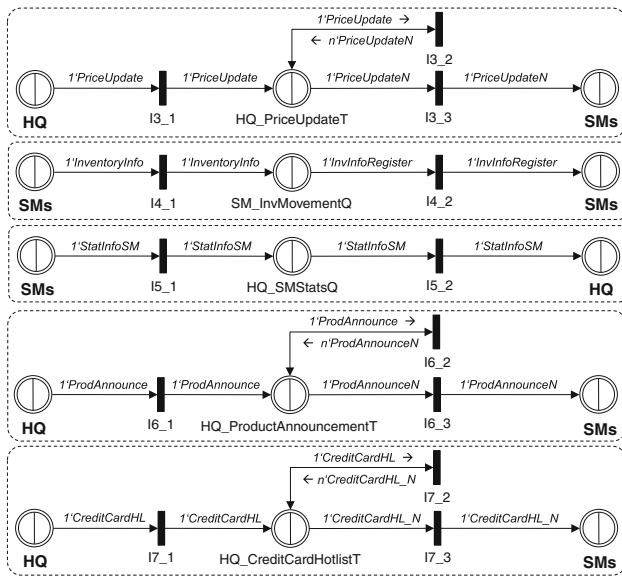 1‘PriceUpdate →
← n‘PriceUpdateN
I3_2
1‘PriceUpdate 1‘PriceUpdate 1‘PriceUpdateN 1‘PriceUpdateN
HQ I3_1 HQ_PriceUpdateT I3_3 SMs
1‘InventoryInfo 1‘InventoryInfo 1‘InvInfoRegister 1‘InvInfoRegister
SMs I4_1 SM_InvMovementQ I4_2 SMs
1‘StatInfoSM 1‘StatInfoSM 1‘StatInfoSM 1‘StatInfoSM
SMs I5_1 HQ_SMStatsQ I5_2 HQ
1‘ProdAnnounce →
← n‘ProdAnnounceN
I6_2
1‘ProdAnnounce 1‘ProdAnnounce 1‘ProdAnnounceN 1‘ProdAnnounceN
HQ I6_1 HQ_ProductAnnouncementT I6_3 SMs
1‘CreditCardHL →
← n‘CreditCardHL_N
I7_2
1‘CreditCardHL 1‘CreditCardHL 1‘CreditCardHL_N 1‘CreditCardHL_N
HQ I7_1 HQ_CreditCardHotlistT I7_3 SMs